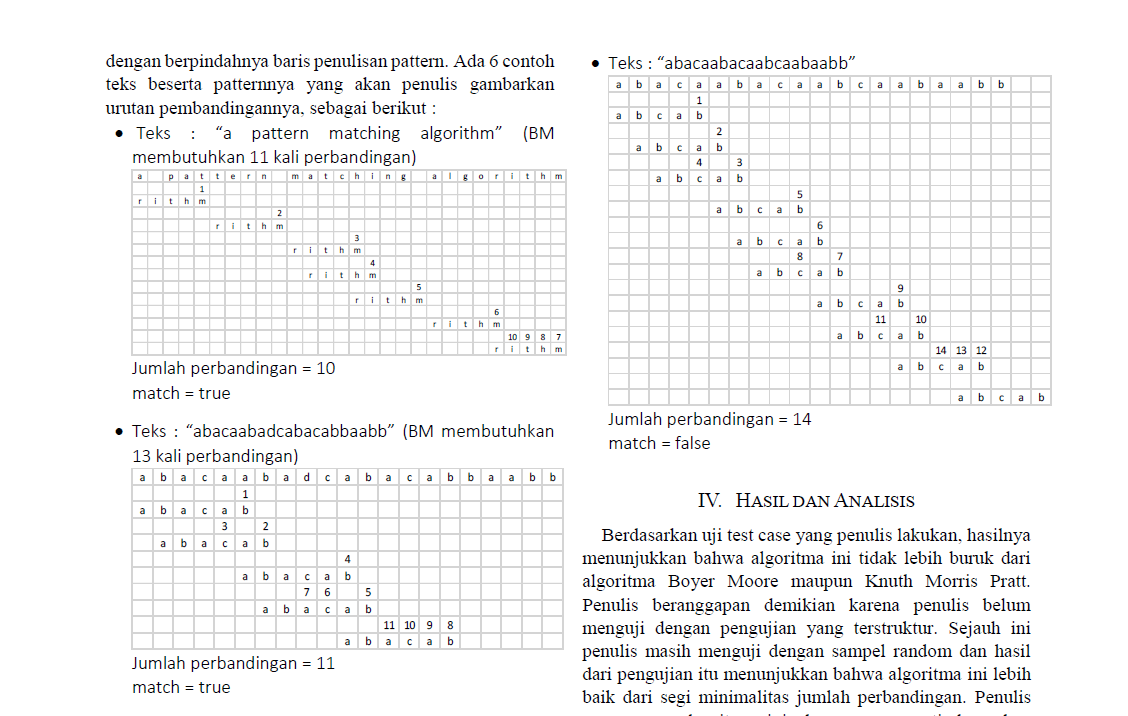 dengan berpindahnya baris penulisan pattern. Ada 6 contoh
teks beserta patternnya yang akan penulis gambarkan
urutan pembandingannya, sebagai berikut :
• Teks : “a pattern matching algorithm” (BM
membutuhkan 11 kali perbandingan)
a p a t t e r n m a t c h i n g a l g o r i t h m
1
r i t h m
2
r i t h m
3
r i t h m
4
r i t h m
5
r i t h m
6
r i t h m
10 9 8 7
r i t h m
Jumlah perbandingan = 10
match = true
• Teks : “abacaabadcabacabbaabb” (BM membutuhkan
13 kali perbandingan)
a b a c a a b a d c a b a c a b b a a b b
1
a b a c a b
3 2
a b a c a b
4
a b a c a b
7 6 5
a b a c a b
11 10 9 8
a b a c a b
Jumlah perbandingan = 11
match = true
• Teks : “abacaabacaabcaabaabb”
a b a c a a b a c a a b c a a b a a b b
1
a b c a b
2
a b c a b
4 3
a b c a b
5
a b c a b
6
a b c a b
8 7
a b c a b
9
a b c a b
11 10
a b c a b
14 13 12
a b c a b
a b c a b
Jumlah perbandingan = 14
match = false
IV. HASIL DAN ANALISIS
Berdasarkan uji test case yang penulis lakukan, hasilnya
menunjukkan bahwa algoritma ini tidak lebih buruk dari
algoritma Boyer Moore maupun Knuth Morris Pratt.
Penulis beranggapan demikian karena penulis belum
menguji dengan pengujian yang terstruktur. Sejauh ini
penulis masih menguji dengan sampel random dan hasil
dari pengujian itu menunjukkan bahwa algoritma ini lebih
baik dari segi minimalitas jumlah perbandingan. Penulis